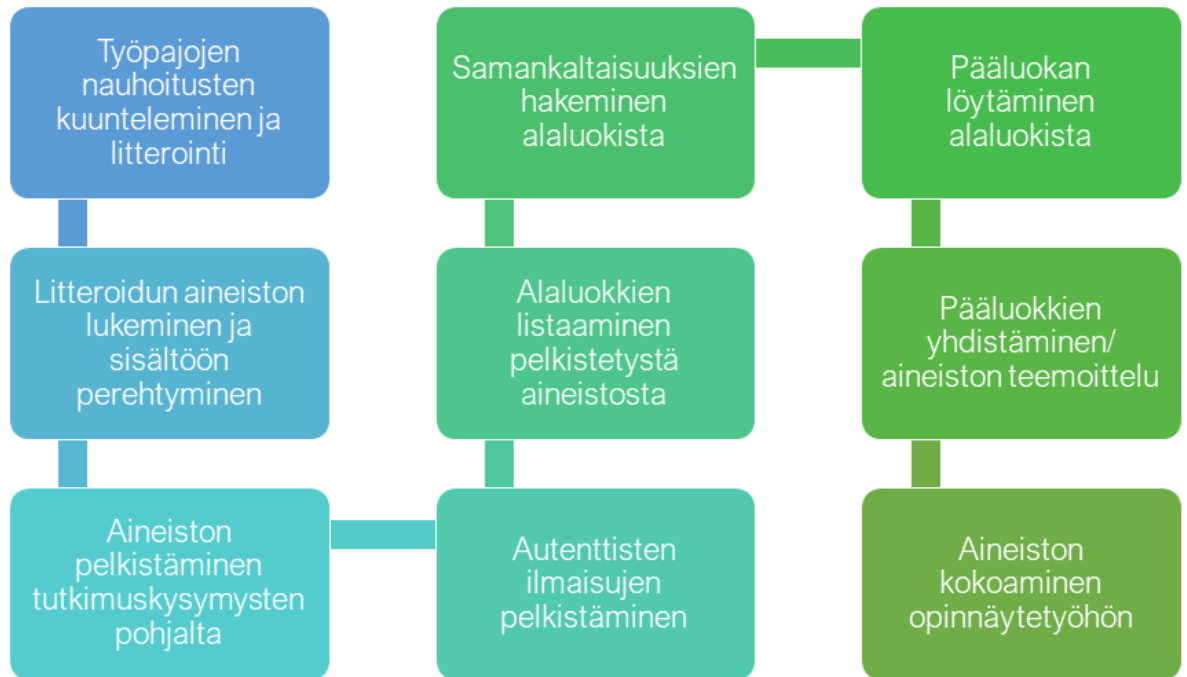 Työpajojen
nauhoitusten
kuunteleminen ja
litterointi
Litteroidun aineiston
lukeminen ja
sisältöön
perehtyminen
Aineiston
pelkistäminen
tutkimuskysymysten
pohjalta
Autenttisten
ilmaisujen
pelkistäminen
Alaluokkien
listaaminen
pelkistetystä
aineistosta
Samankaltaisuuksien
hakeminen
alaluokista
Pääluokan
löytäminen
alaluokista
Pääluokkien
yhdistäminen/
aineiston teemoittelu
Aineiston
kokoaminen
opinnäytetyöhön